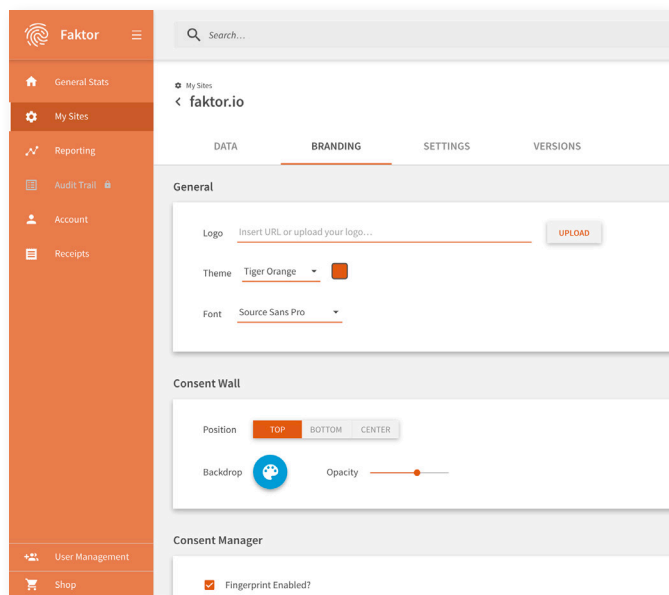 Faktor
Search...
General Stats
My Sites
Reporting
Audit Trail
Account
Receipts
User Management
Shop
My Sites
faktor.io
DATA BRANDING SETTINGS VERSIONS
General
Logo Insert URL or upload your logo... UPLOAD
Theme Tiger Orange
Font Source Sans Pro
Consent Wall
Position TOP BOTTOM CENTER
Backdrop Opacity
Consent Manager
Fingerprint Enabled?